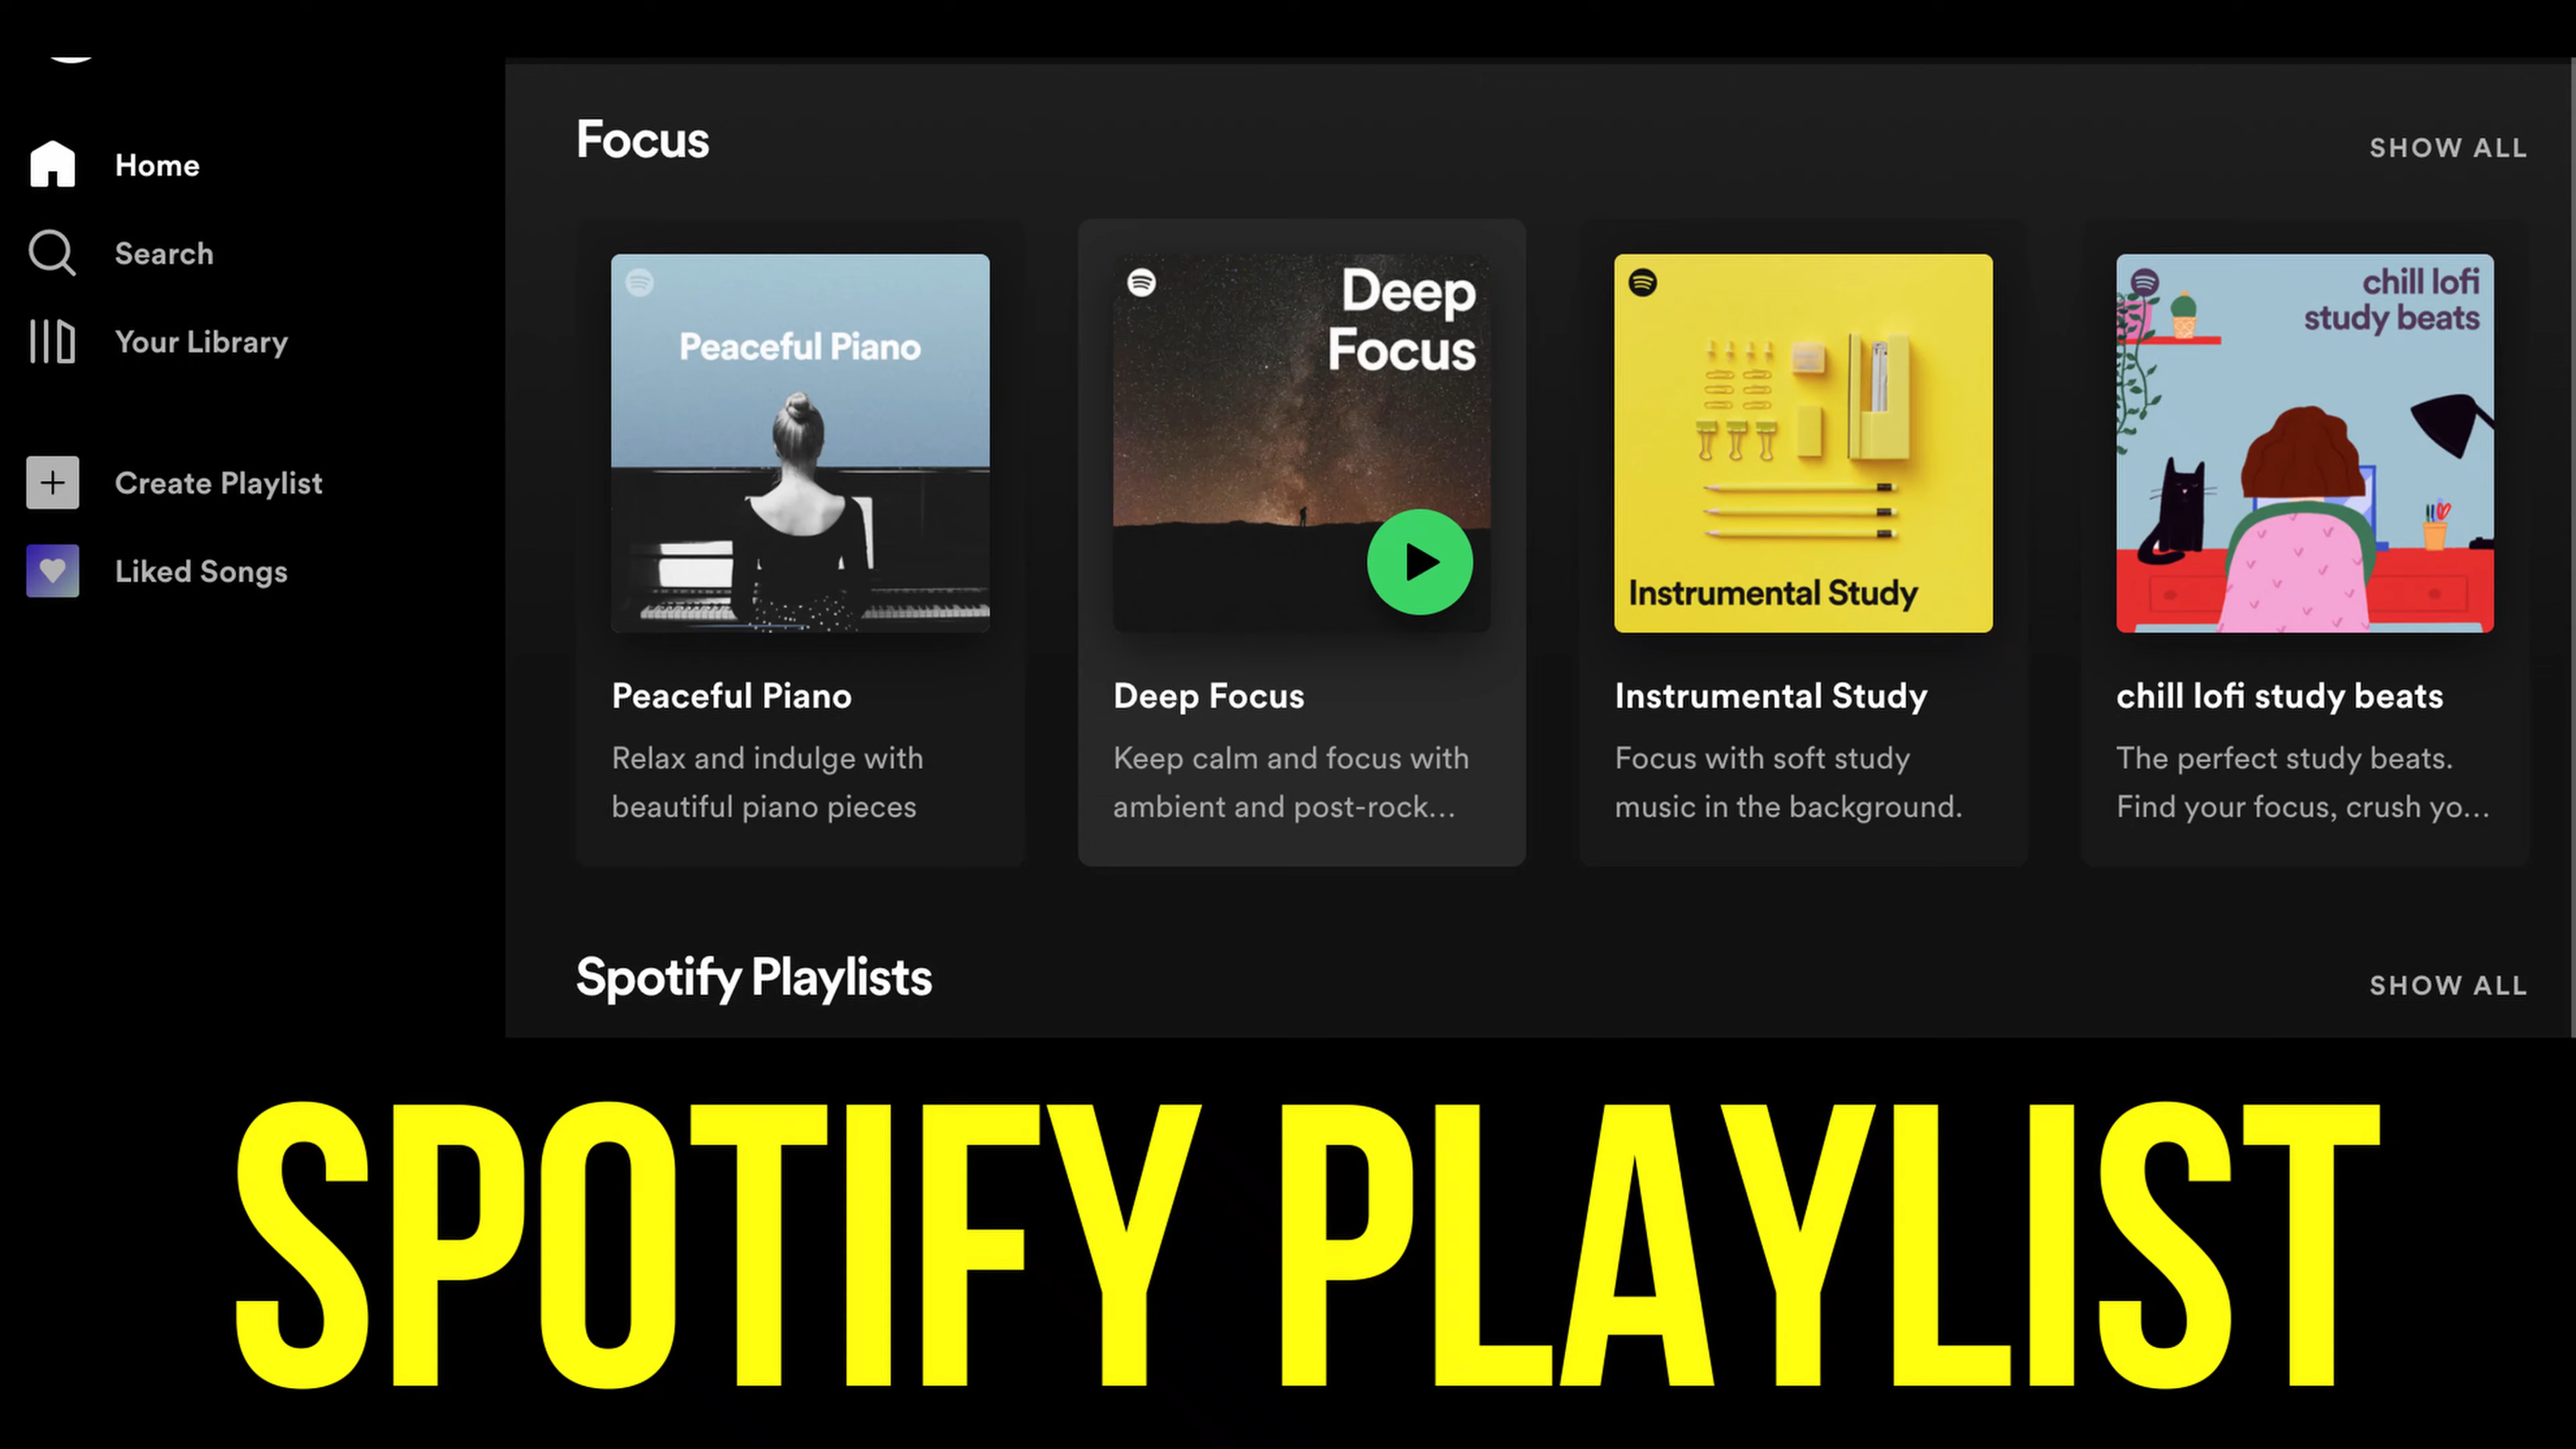 Home
Search
Your Library
Create Playlist
Liked Songs
Focus
SHOW ALL
Peaceful Piano
Deep
Focus
Instrumental Study
chill lofi
study beats
Peaceful Piano
Relax and indulge with
beautiful piano pieces
Deep Focus
Keep calm and focus with
ambient and post-rock...
Instrumental Study
Focus with soft study
music in the background.
chill lofi study beats
The perfect study beats.
Find your focus, crush yo...
Spotify Playlists
SHOW ALL
SPOTIFY PLAYLIST